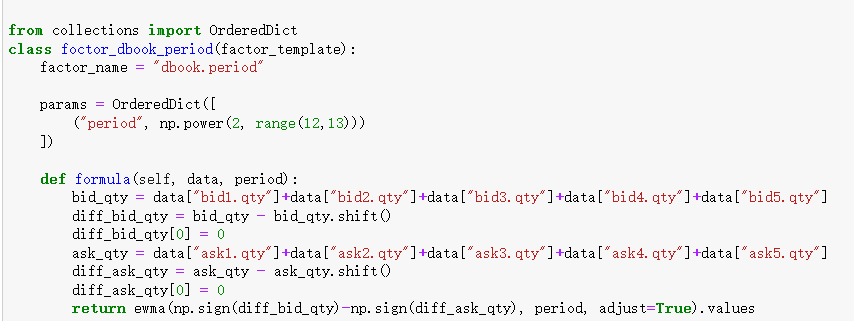 from collections import OrderedDict
class foctor_dbook_period(factor_template):
    factor_name = "dbook.period"

    params = OrderedDict([
        ("period", np.power(2, range(12,13)))
    ])

    def formula(self, data, period):
        bid_qty = data["bid1.qty"]+data["bid2.qty"]+data["bid3.qty"]+data["bid4.qty"]+data["bid5.qty"]
        diff_bid_qty = bid_qty - bid_qty.shift()
        diff_bid_qty[0] = 0
        ask_qty = data["ask1.qty"]+data["ask2.qty"]+data["ask3.qty"]+data["ask4.qty"]+data["ask5.qty"]
        diff_ask_qty = ask_qty - ask_qty.shift()
        diff_ask_qty[0] = 0
        return ewma(np.sign(diff_bid_qty)-np.sign(diff_ask_qty), period, adjust=True).values